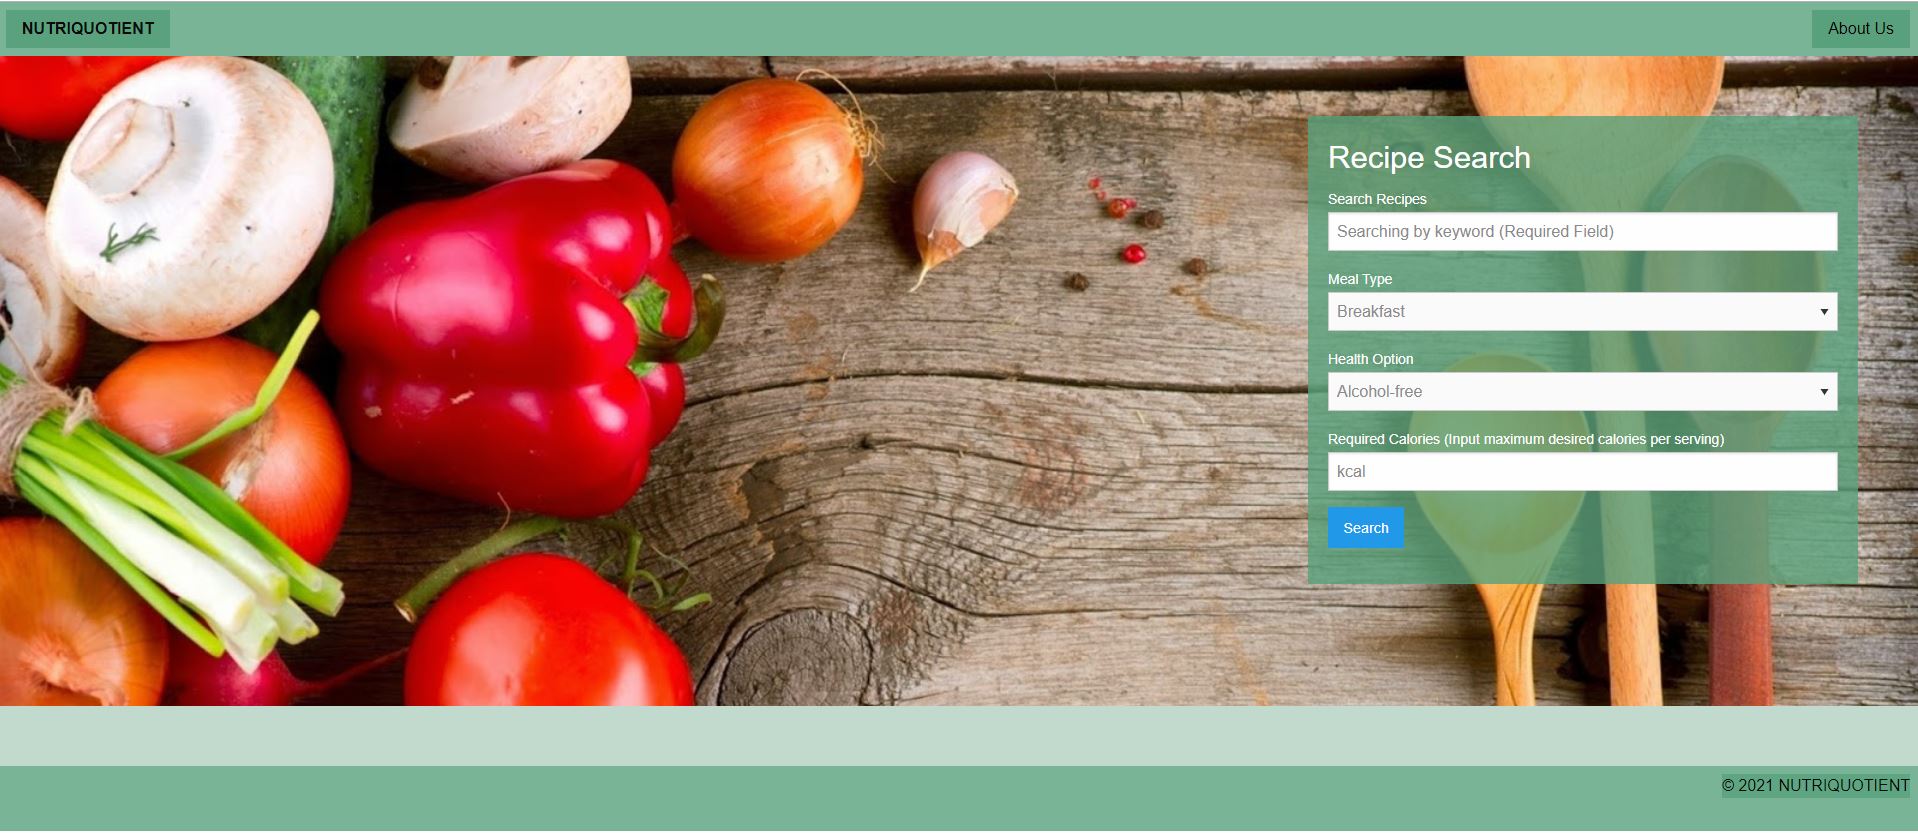 NUTRIQUOTIENT
About Us
Recipe Search
Search Recipes
Searching by keyword (Required Field)
Meal Type
Breakfast
Health Option
Alcohol-free
Required Calories (Input maximum desired calories per serving)
kcal
Search
© 2021 NUTRIQUOTIENT